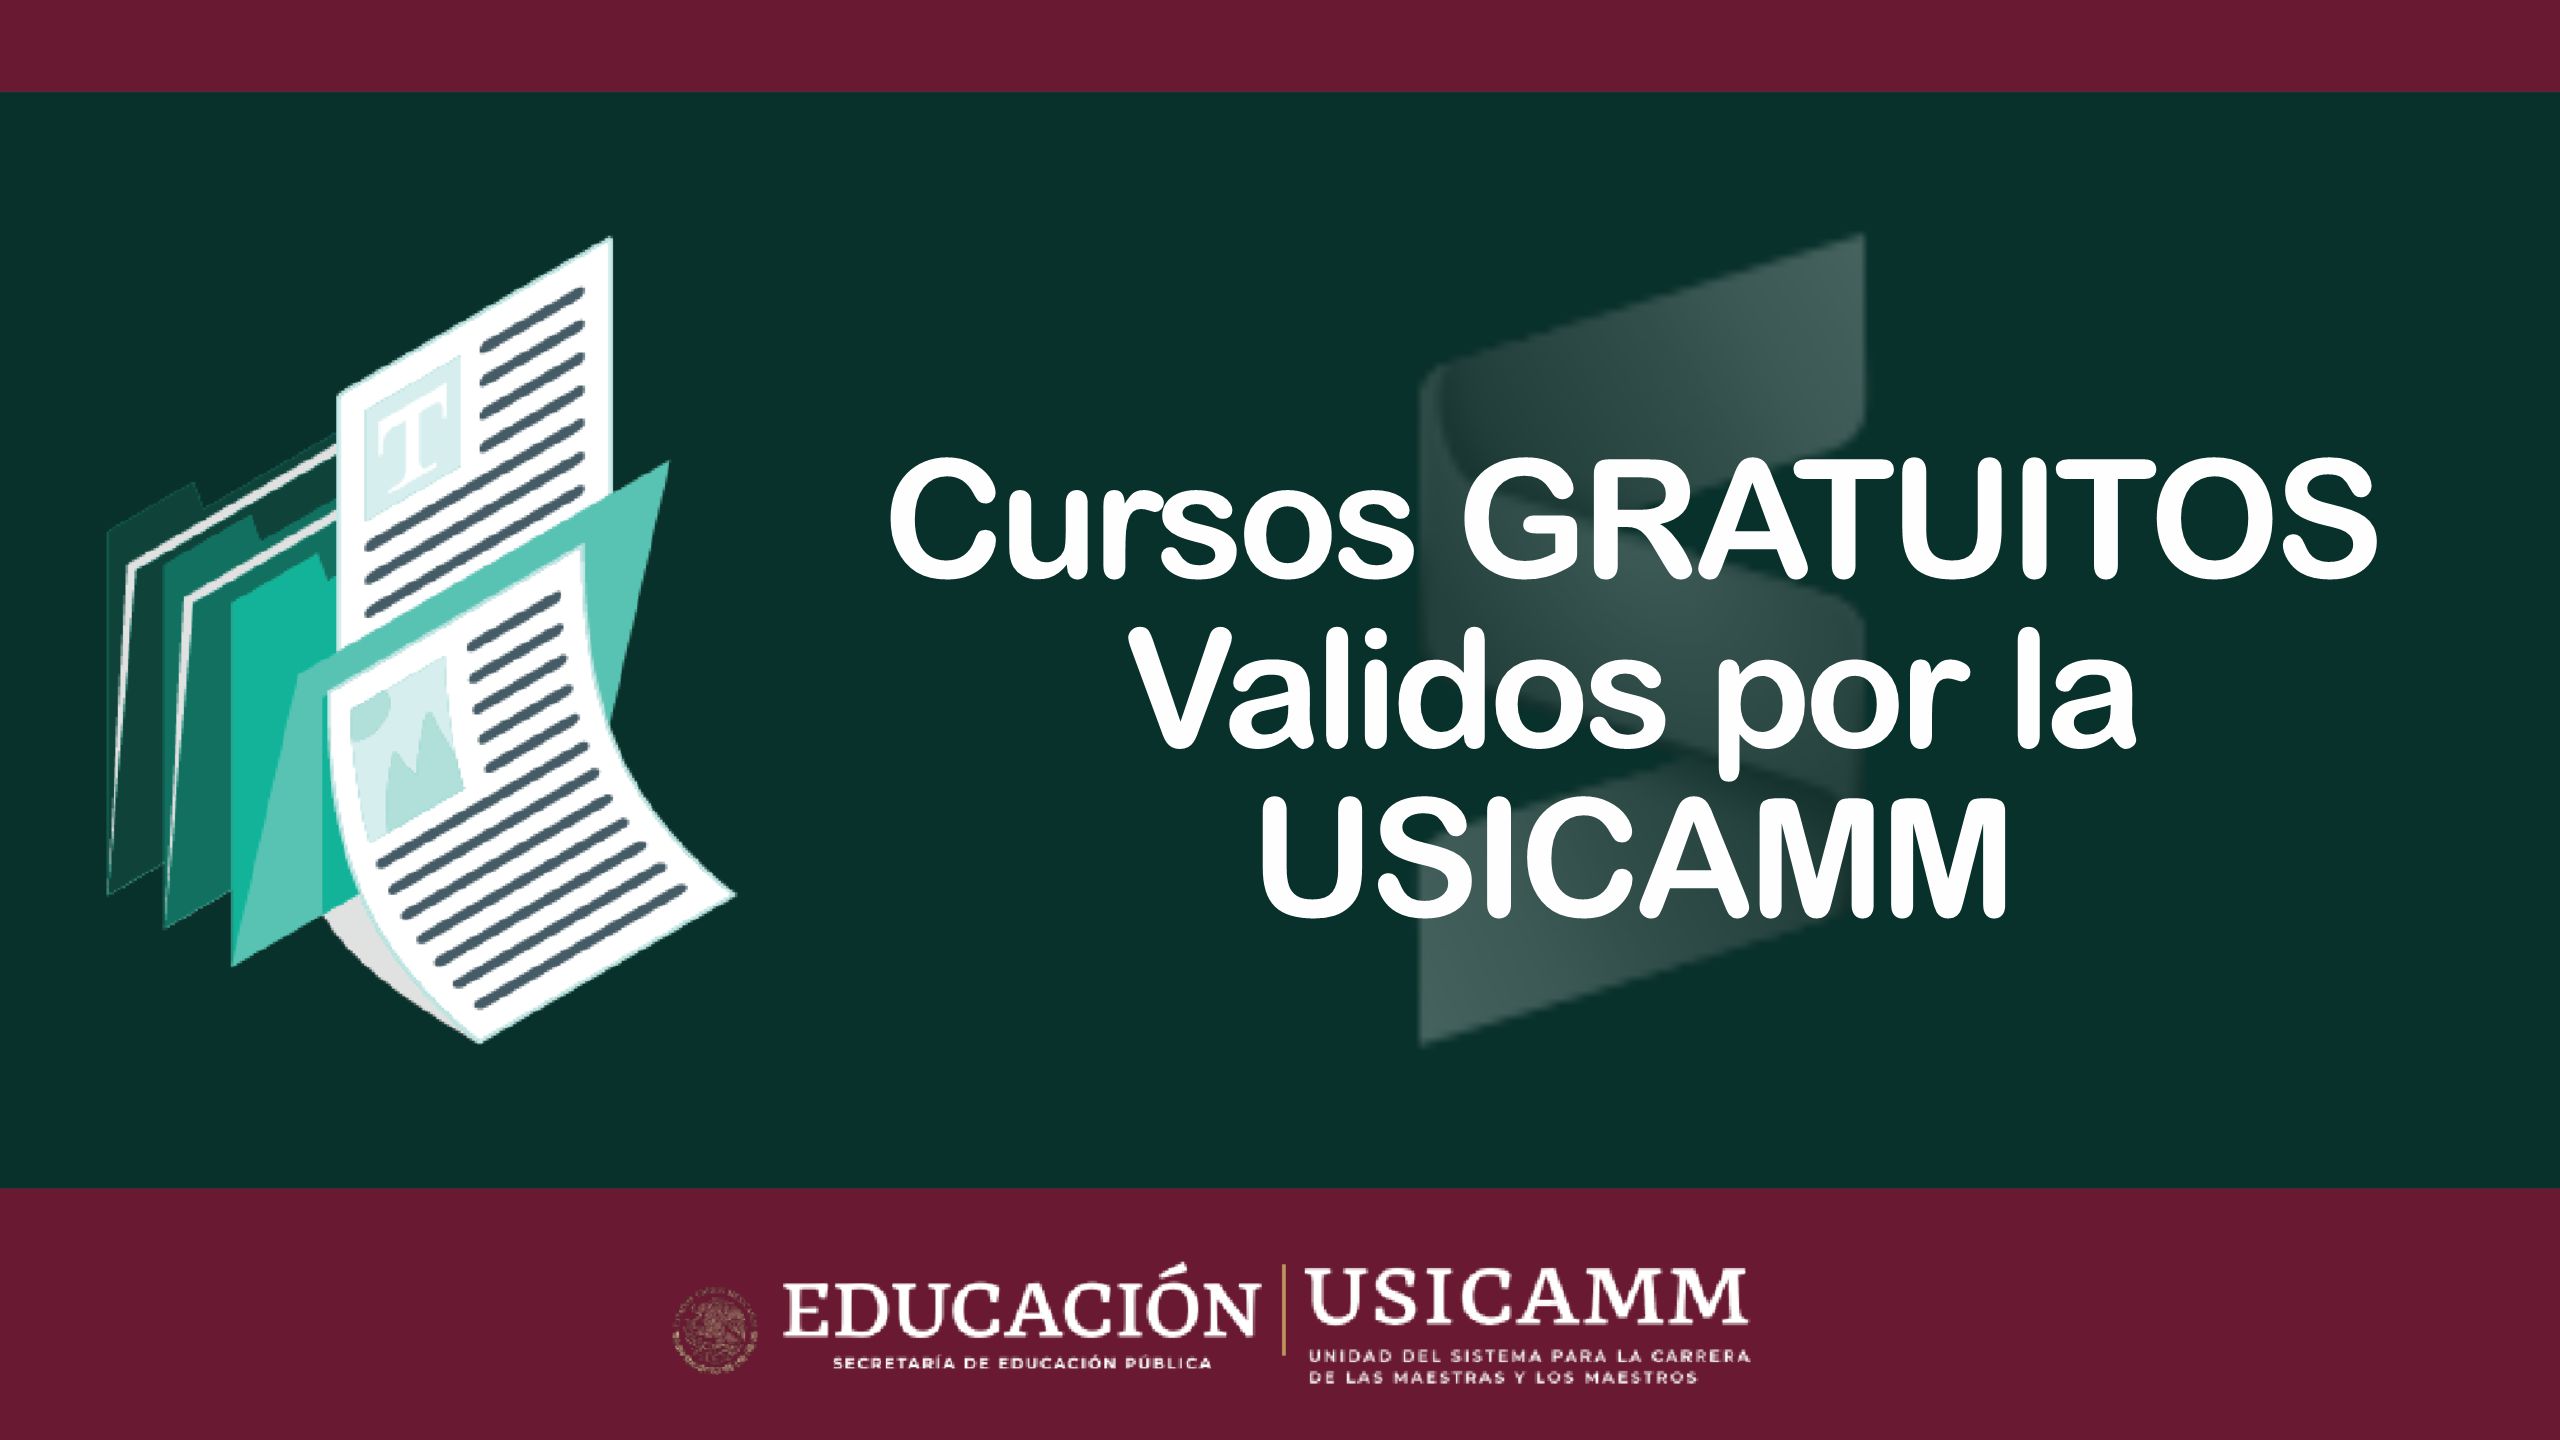 T
Cursos GRATUITOS
Validos por la
USICAMM
EDUCACIÓN
SECRETARÍA DE EDUCACIÓN PÚBLICA
USICAMM
UNIDAD DEL SISTEMA PARA LA CARRERA
DE LAS MAESTRAS Y LOS MAESTROS